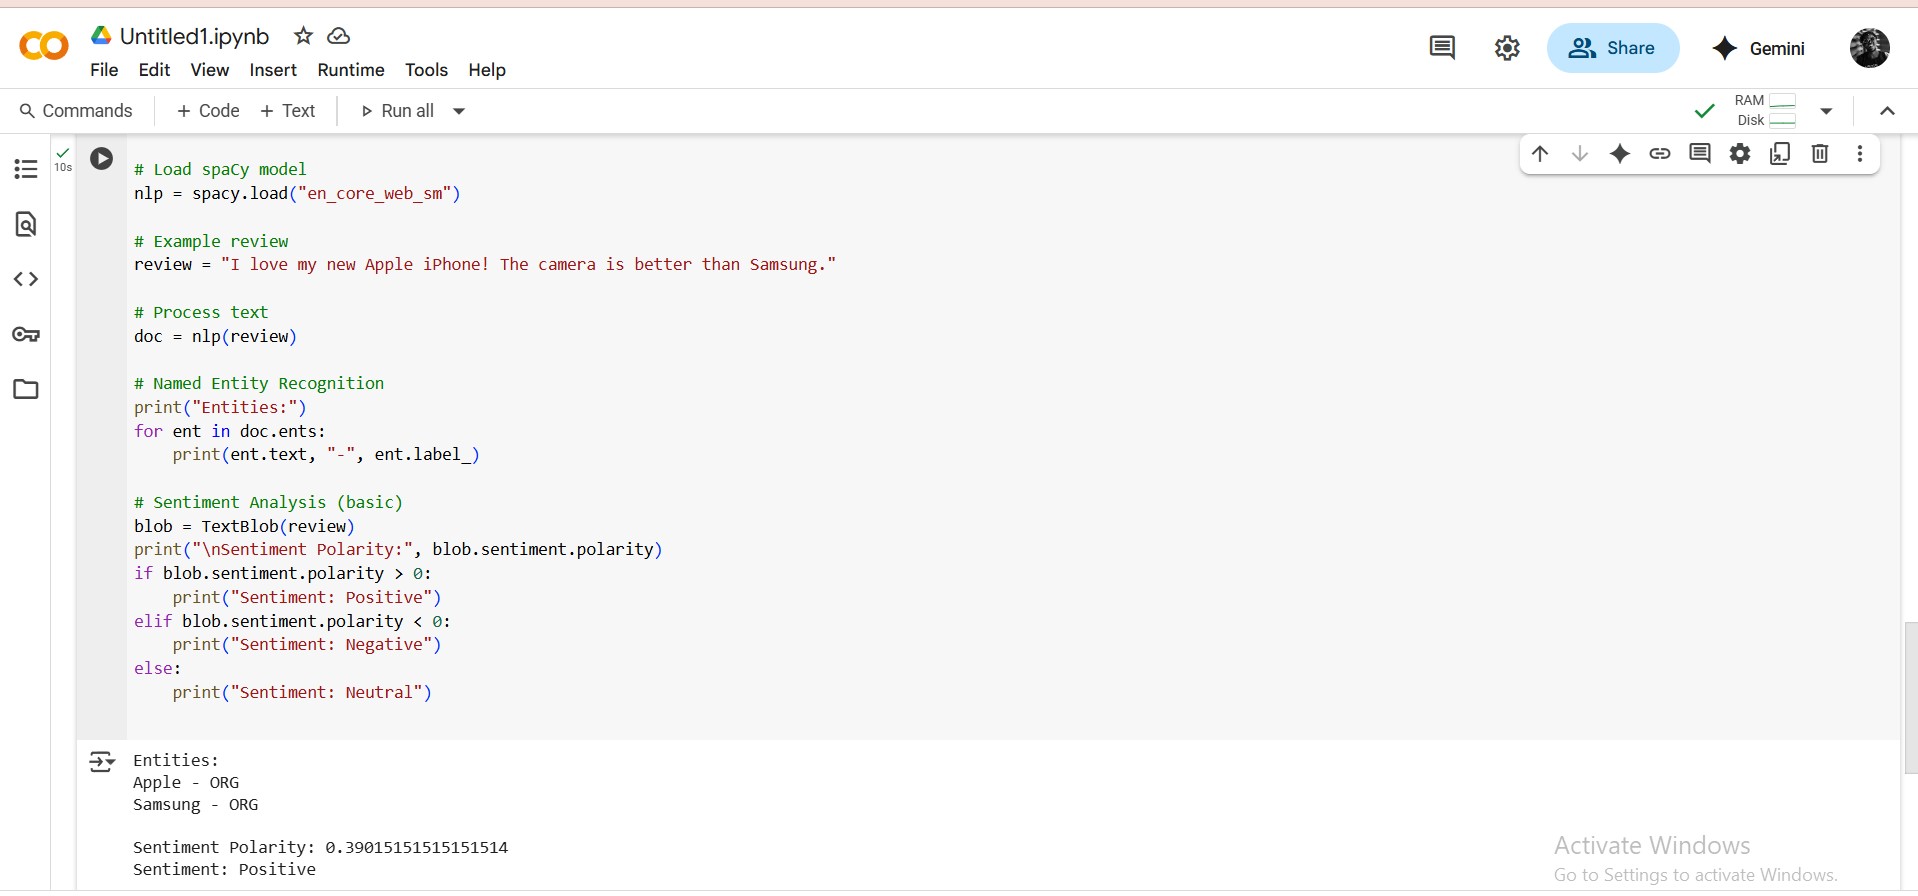 Untitled1.ipynb
File Edit View Insert Runtime Tools Help
Share
Gemini
Commands + Code + Text Run all
RAM
Disk
10s
# Load spaCy model
nlp = spacy.load("en_core_web_sm")
# Example review
review = "I love my new Apple iPhone! The camera is better than Samsung."
# Process text
doc = nlp(review)
# Named Entity Recognition
print("Entities:")
for ent in doc.ents:
    print(ent.text, "-", ent.label_)
# Sentiment Analysis (basic)
blob = TextBlob(review)
print("\nSentiment Polarity:", blob.sentiment.polarity)
if blob.sentiment.polarity > 0:
    print("Sentiment: Positive")
elif blob.sentiment.polarity < 0:
    print("Sentiment: Negative")
else:
    print("Sentiment: Neutral")
Entities:
Apple - ORG
Samsung - ORG
Sentiment Polarity: 0.39015151515151514
Sentiment: Positive
Activate Windows
Go to Settings to activate Windows.